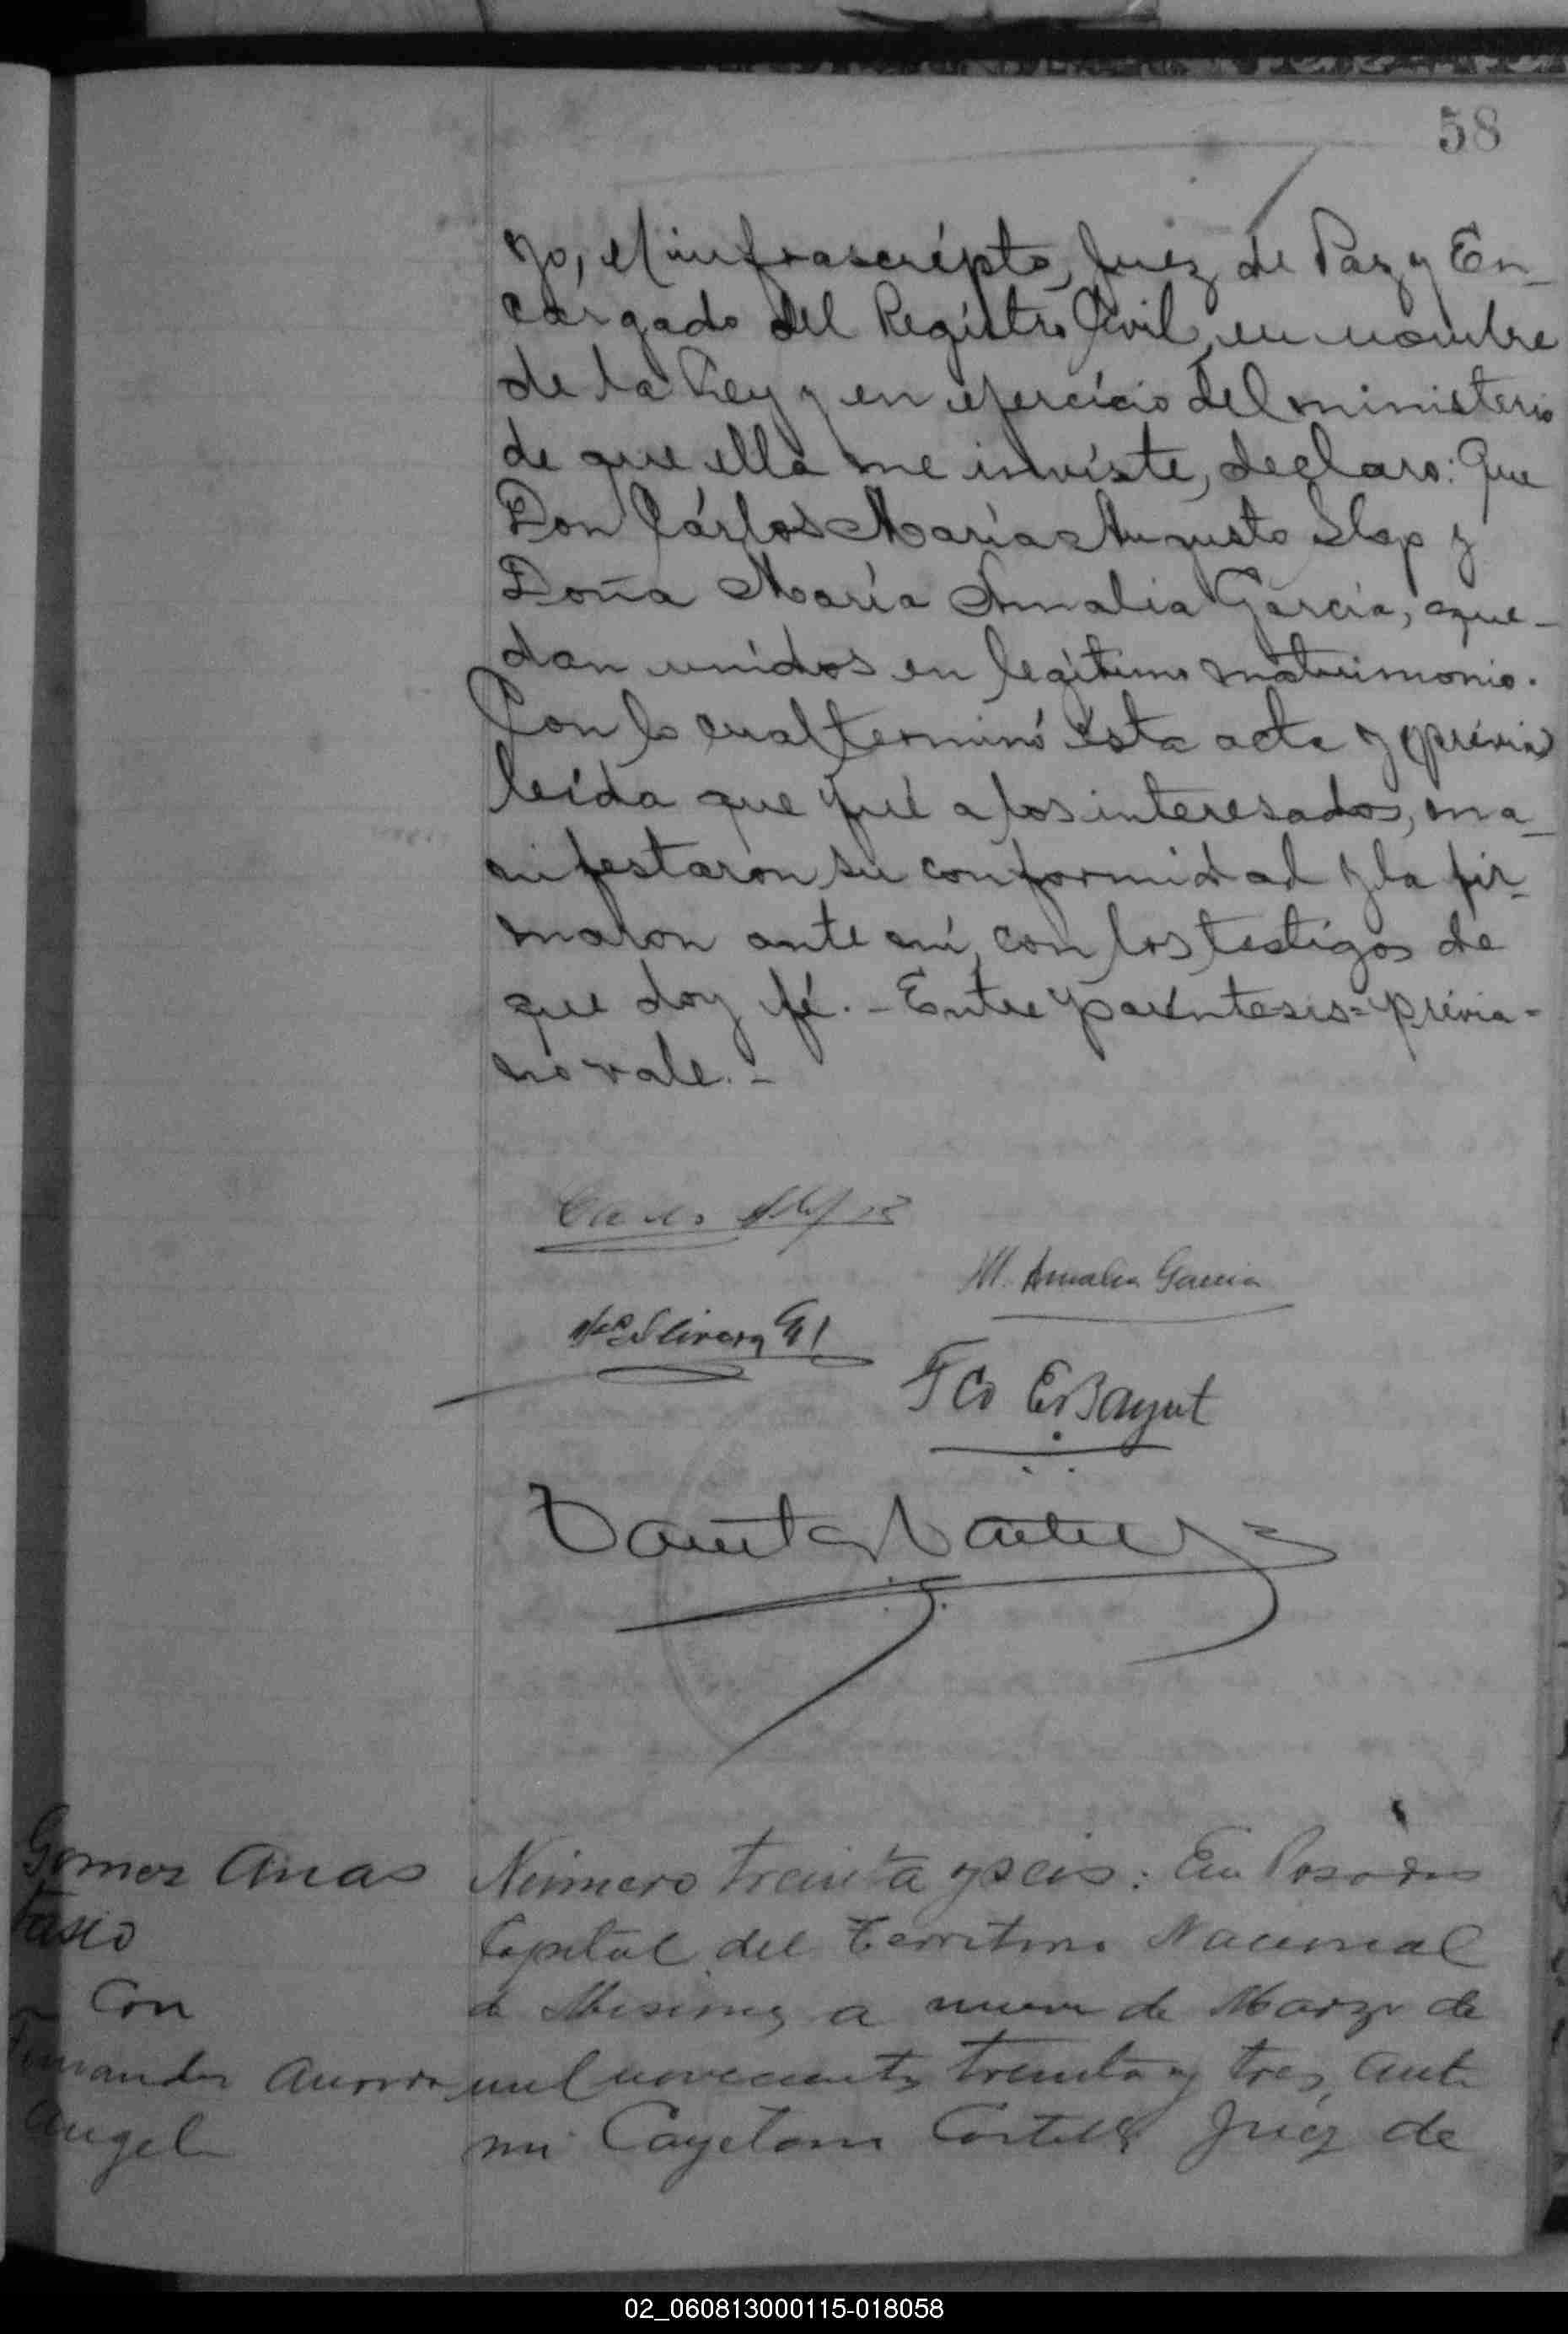 58
Yo, el infrascripto, Juez de Paz y En-
cargado del Registro Civil, en nombre
de la Ley y en ejercicio del ministerio
de que ella me inviste, declaro: Que
Don Cárlos María Augusto Slap y
Doña María Amalia García, que-
dan unidos en legítimo matrimonio.
Con lo cual terminó ésta acta y (prévia)
leída que fué a los interesados, ma-
nifestaron su conformidad y la fir-
maron ante mí, con los testigos de
que doy fé. - Entre paréntesis = prévia =
no vale. -
M. Amalia Garcia
Fco E Bayut
Gomez Anas
tasio
Con
Fernandez Aurora
Angel
Número treinta y seis: En Posadas
Capital del Territorio Nacional
de Misiones, a nueve de Marzo de
mil novecientos treinta y tres, ante
mi Cayetano Juez de
02_060813000115-018058